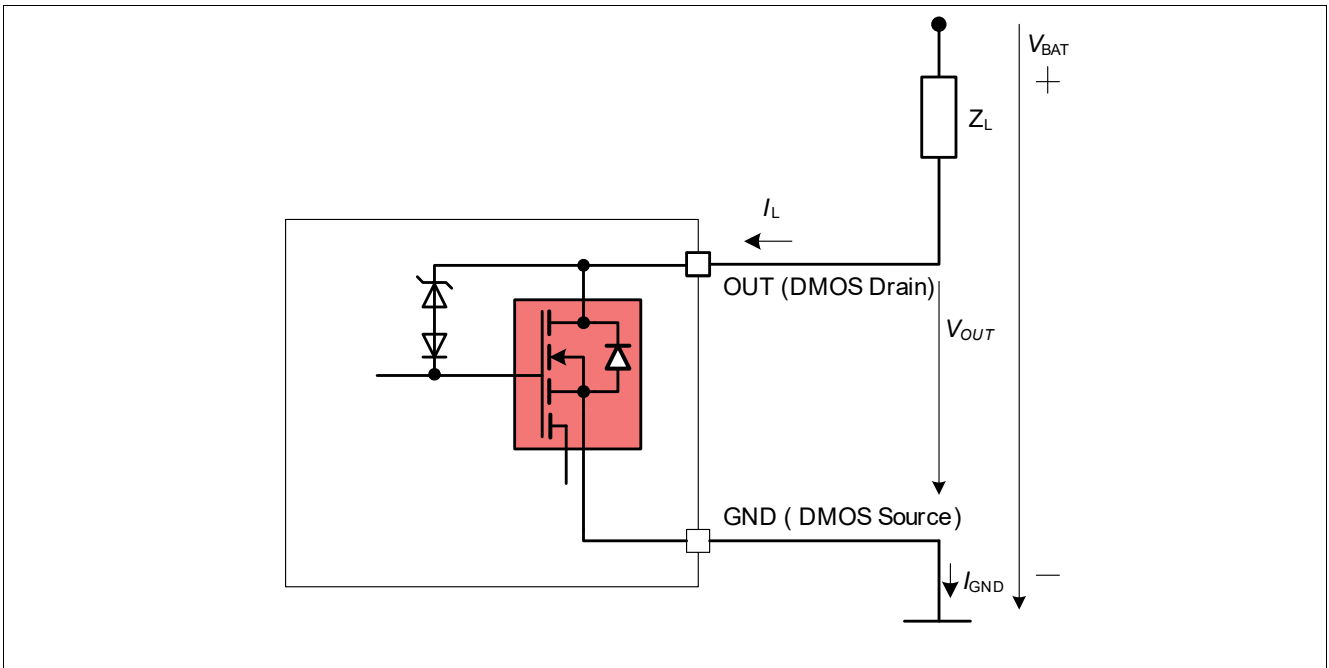 VBAT
+
ZL
IL
OUT (DMOS Drain)
VOUT
GND ( DMOS Source)
IGND
—